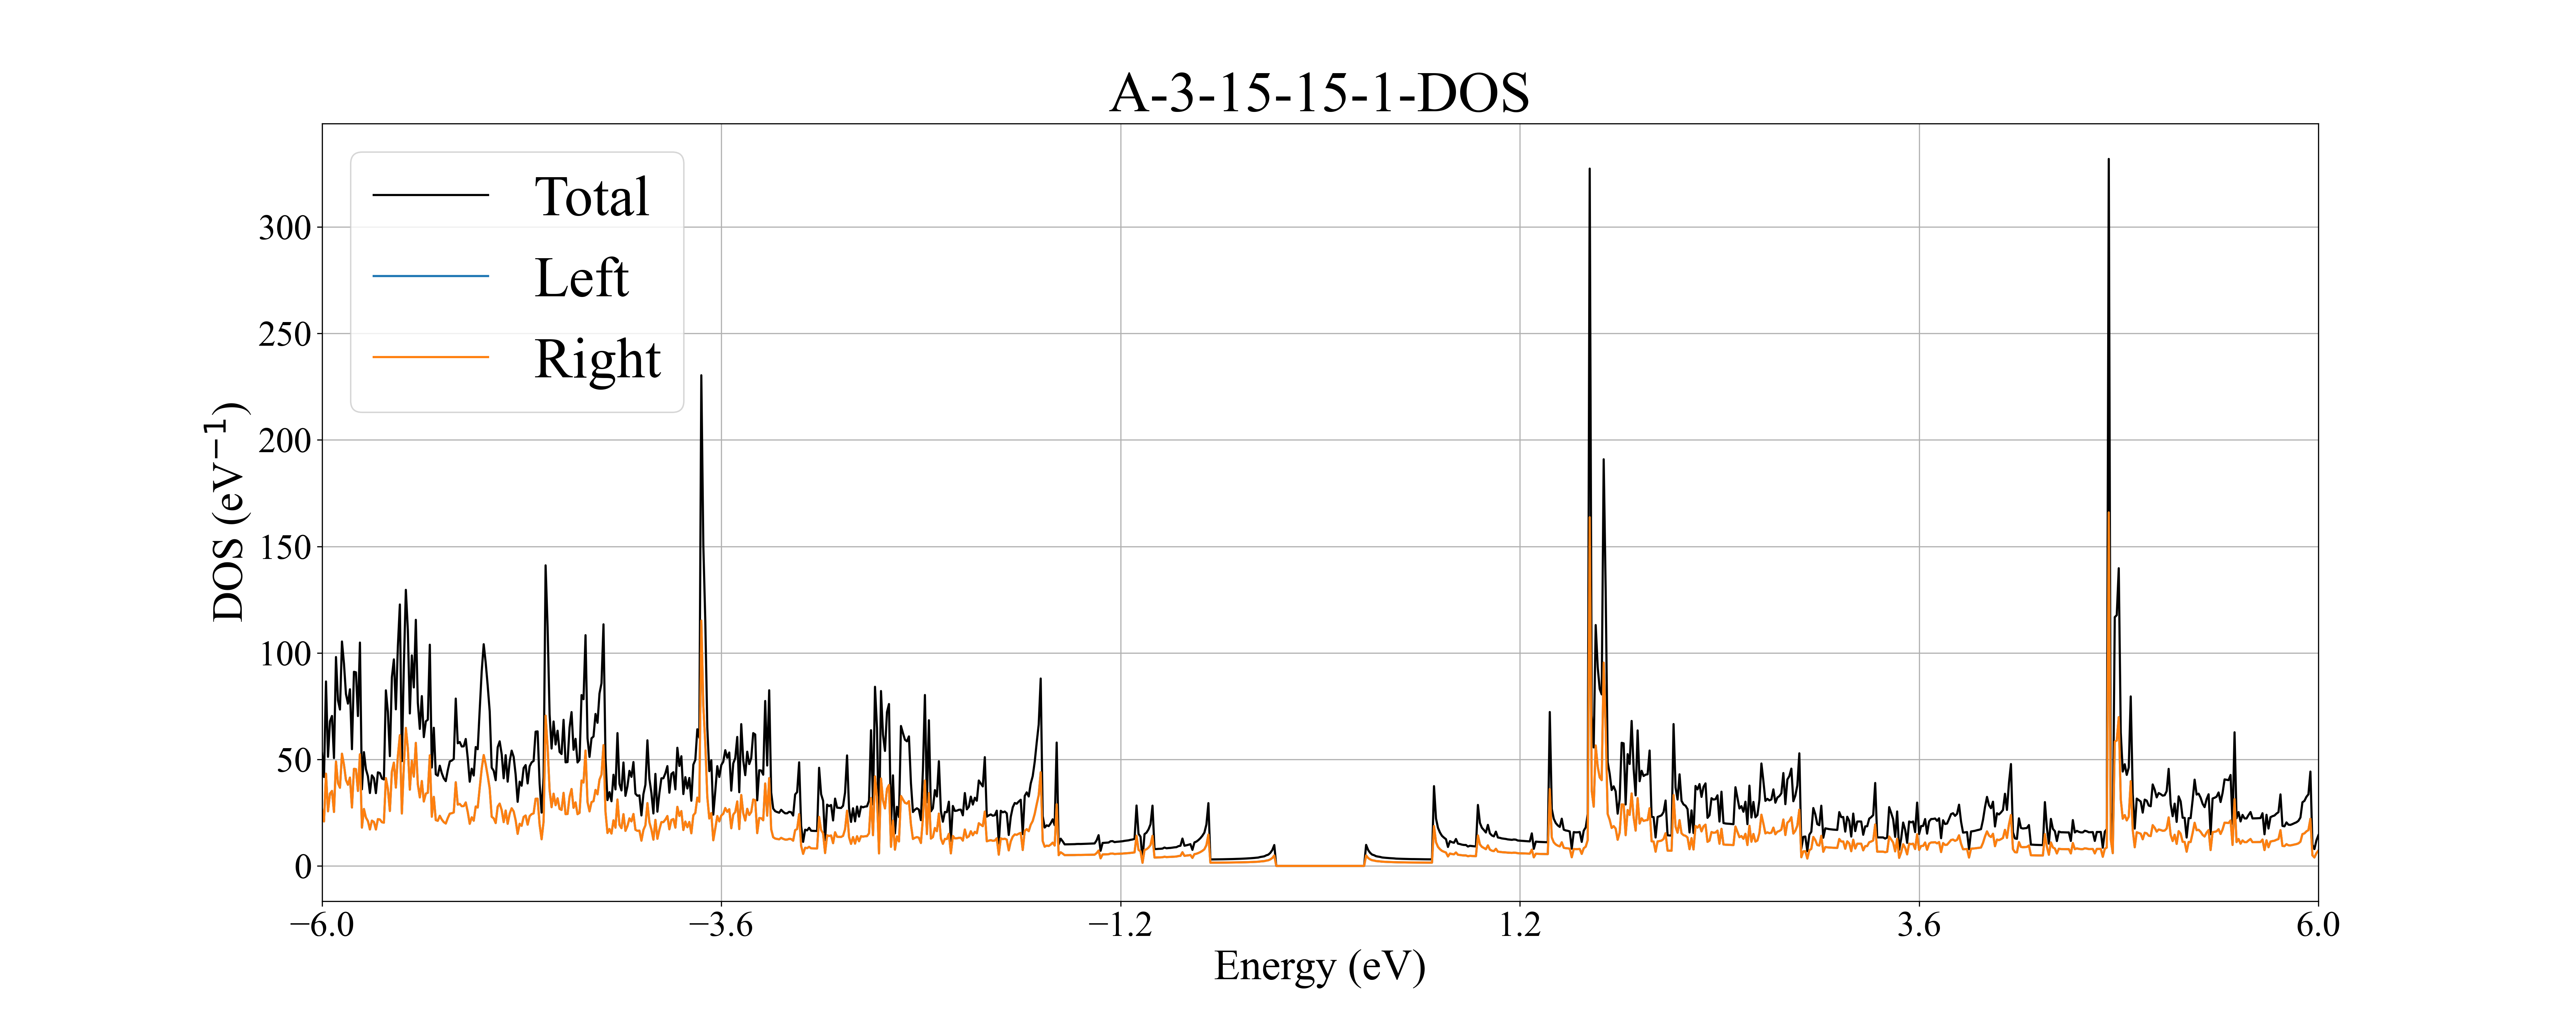 A-3-15-15-1-DOS
Total
Left
Right
DOS (eV⁻¹)
300
250
200
150
100
50
0
−6.0
−3.6
−1.2
1.2
3.6
6.0
Energy (eV)